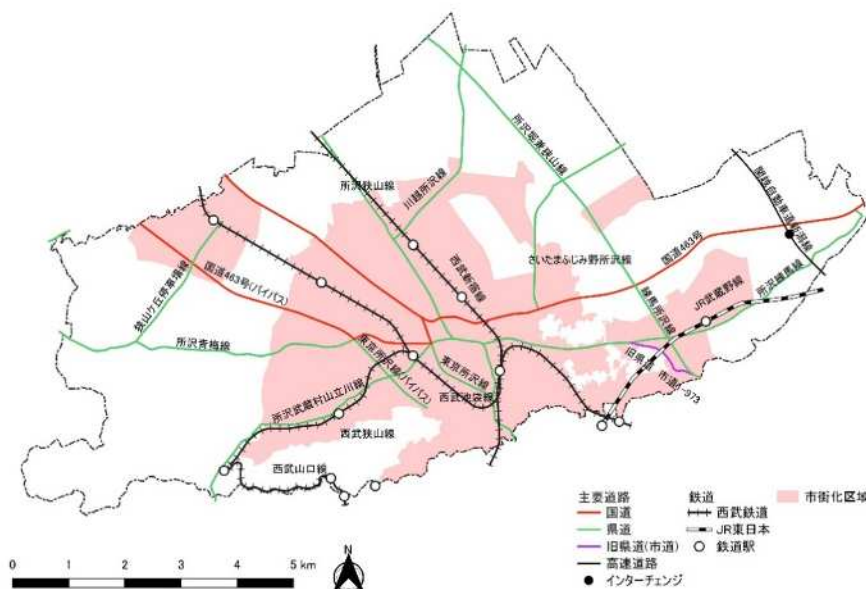 所沢堀兼狭山線
所沢狭山線
川越所沢線
関越自動車道新潟線
さいたまふじみ野所沢線
国道463号
西武新宿線
所沢練馬線
国道463号(バイパス)
狭山ケ丘停車場線
JR武蔵野線
練馬所沢線
所沢青梅線
東京所沢線(バイパス)
東京所沢線
旧県道
西武池袋線
所沢武蔵村山立川線
西武狭山線
西武山口線
主要道路
国道
県道
旧県道(市道)
高速道路
インターチェンジ
鉄道
西武鉄道
JR東日本
鉄道駅
市街化区域
0 1 2 3 4 5 km
N